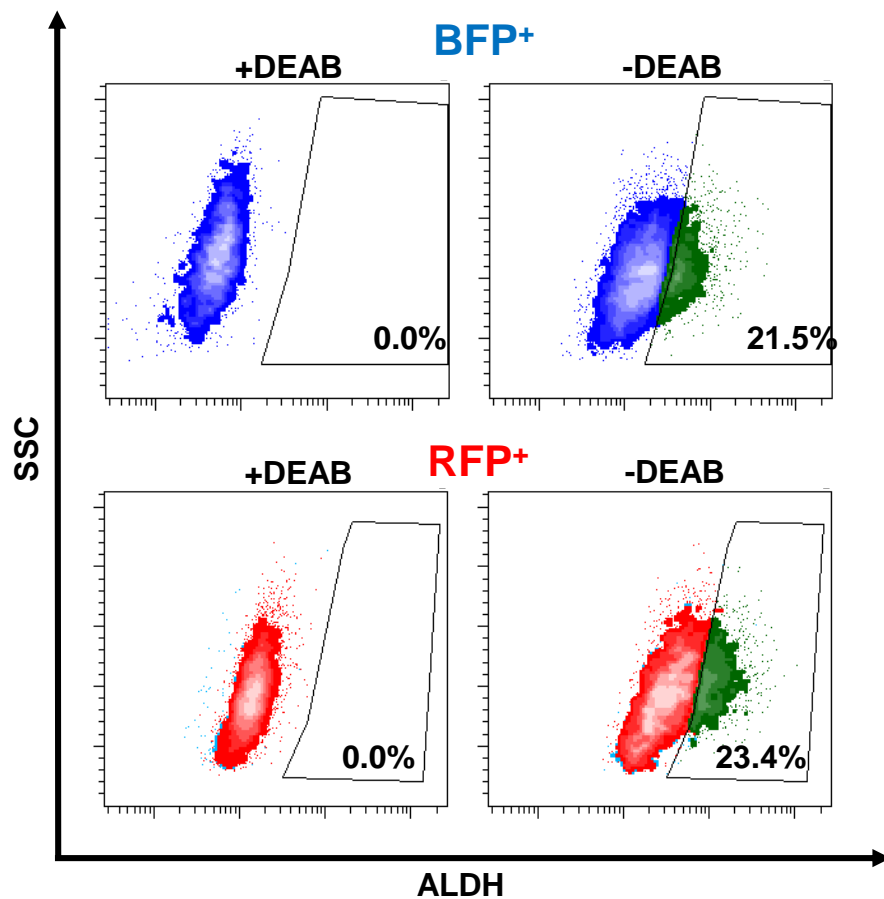 BFP⁺
+DEAB
-DEAB
0.0%
21.5%
SSC
RFP⁺
+DEAB
-DEAB
0.0%
23.4%
ALDH